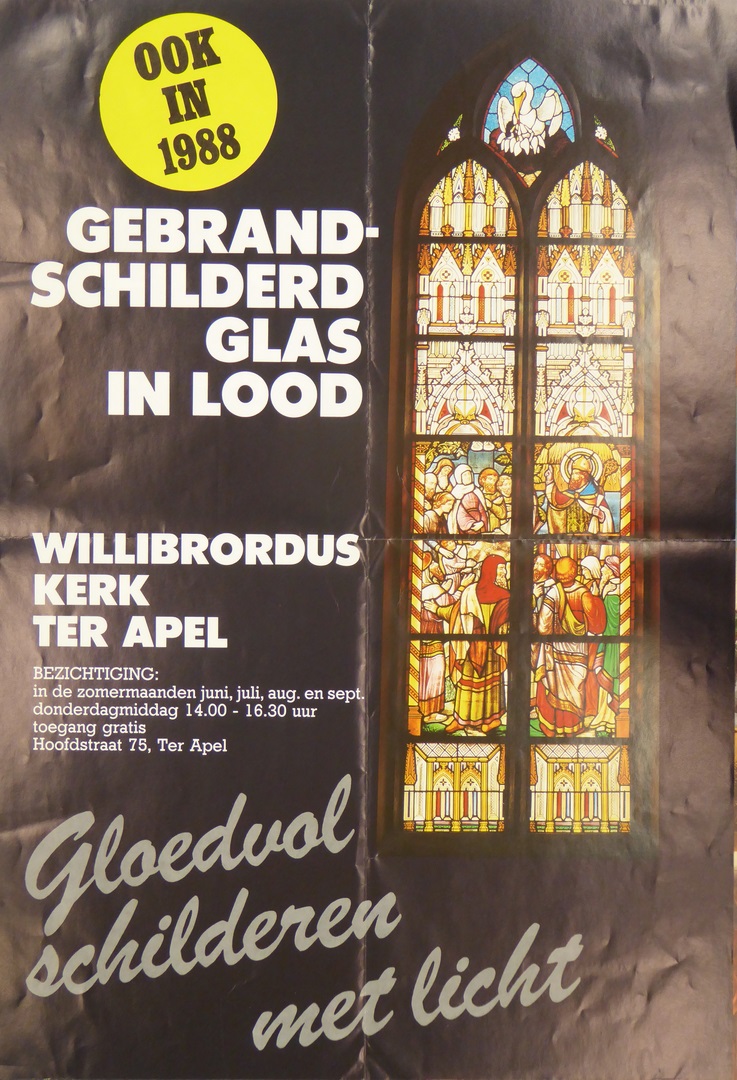 OOK
IN
1988
GEBRAND-
SCHILDERD
GLAS
IN LOOD
WILLIBRORDUS
KERK
TER APEL
BEZICHTIGING:
in de zomermaanden juni, juli, aug. en sept.
donderdagmiddag 14.00 - 16.30 uur
toegang gratis
Hoofdstraat 75, Ter Apel
Gloedvol
schilderen
met licht